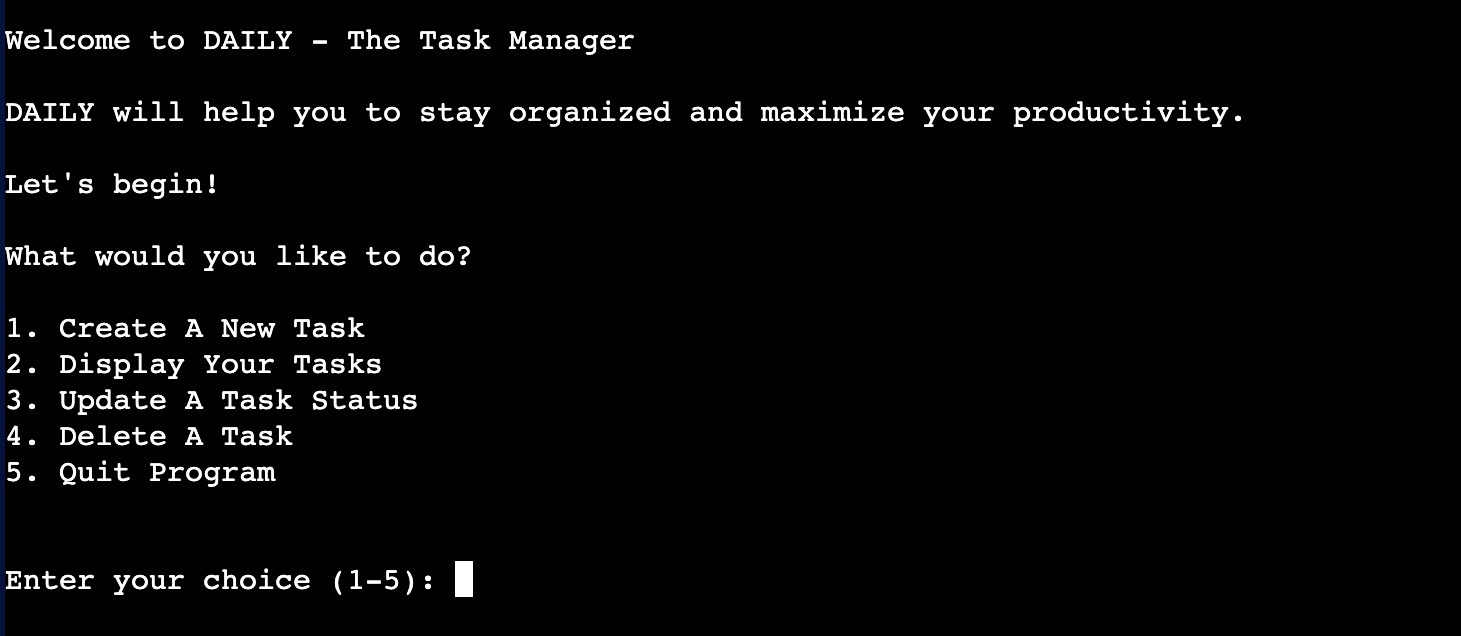 Welcome to DAILY - The Task Manager
DAILY will help you to stay organized and maximize your productivity.
Let's begin!
What would you like to do?
1. Create A New Task
2. Display Your Tasks
3. Update A Task Status
4. Delete A Task
5. Quit Program
Enter your choice (1-5):